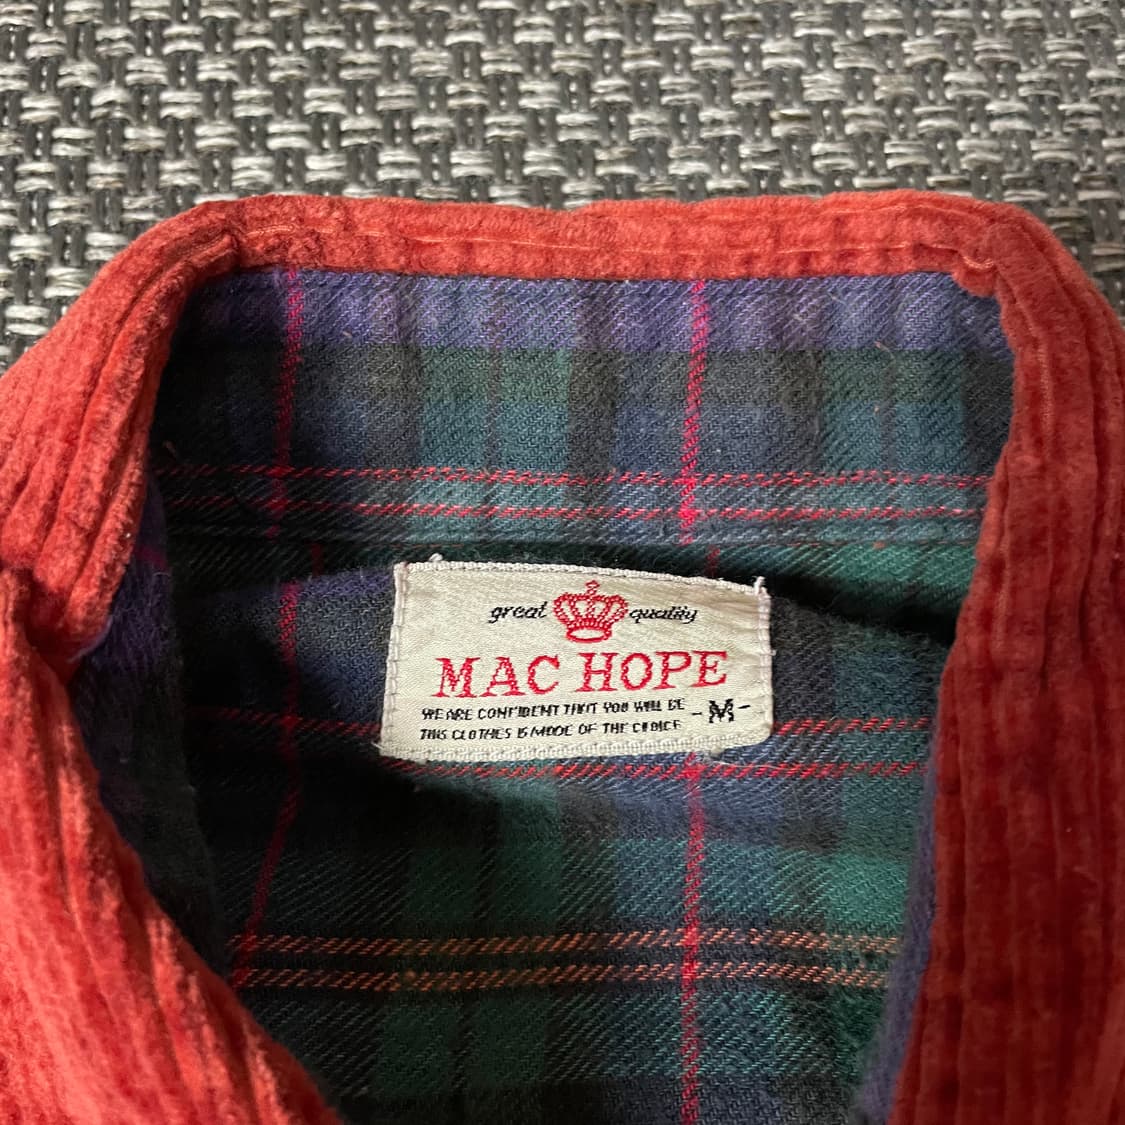 great quality
MAC HOPE
WE ARE CONFIDENT THAT YOU WILL BE
THIS CLOTHES IS MADE OF THE CHOICE
-M-